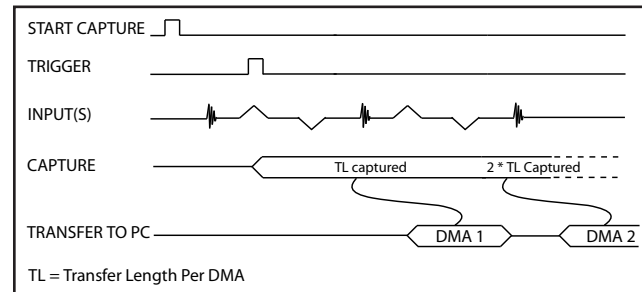 START CAPTURE
TRIGGER
INPUT(S)
CAPTURE
TL captured
2 * TL Captured
TRANSFER TO PC
DMA 1
DMA 2
TL = Transfer Length Per DMA